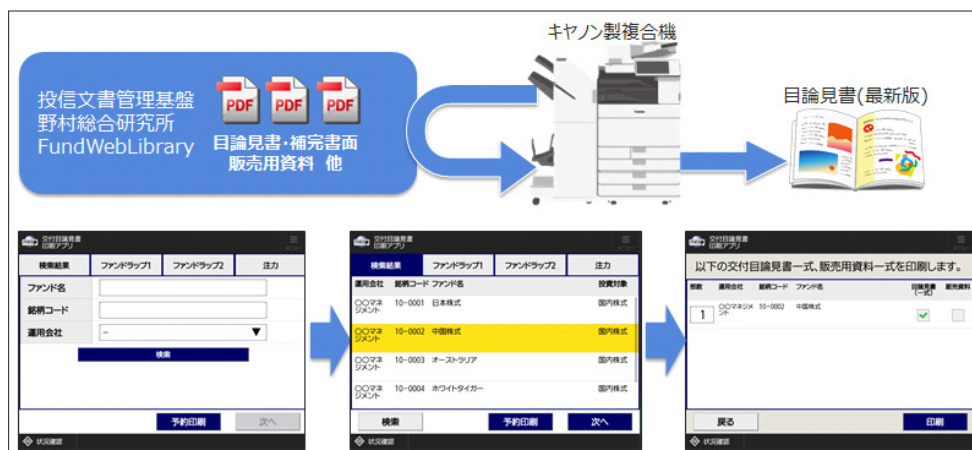 キヤノン製複合機
投信文書管理基盤
野村総合研究所
FundWebLibrary
PDF PDF PDF
目論見書・補完書面
販売用資料 他
目論見書(最新版)
交付目論見書
印刷アプリ
検索結果 ファンドラップ1 ファンドラップ2 注力
ファンド名
銘柄コード
運用会社 -
検索
予約印刷 次へ
状況確認
交付目論見書
印刷アプリ
検索結果 ファンドラップ1 ファンドラップ2 注力
運用会社 銘柄コード ファンド名 投資対象
〇〇マネジメント 10-0001 日本株式 国内株式
〇〇マネジメント 10-0002 中国株式 国内株式
〇〇マネジメント 10-0003 オーストラリア 国内株式
〇〇マネジメント 10-0004 ホワイトタイガー 国内株式
検索 予約印刷 次へ
状況確認
交付目論見書
印刷アプリ
以下の交付目論見書一式、販売用資料一式を印刷します。
部数 運用会社 銘柄コード ファンド名 目論見書(一式) 販売資料
1 〇〇マネジメント 10-0002 中国株式
戻る 印刷
状況確認